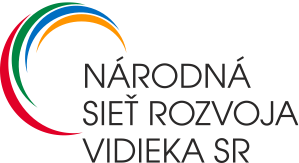 NÁRODNÁ
SIEŤ ROZVOJA
VIDIEKA SR